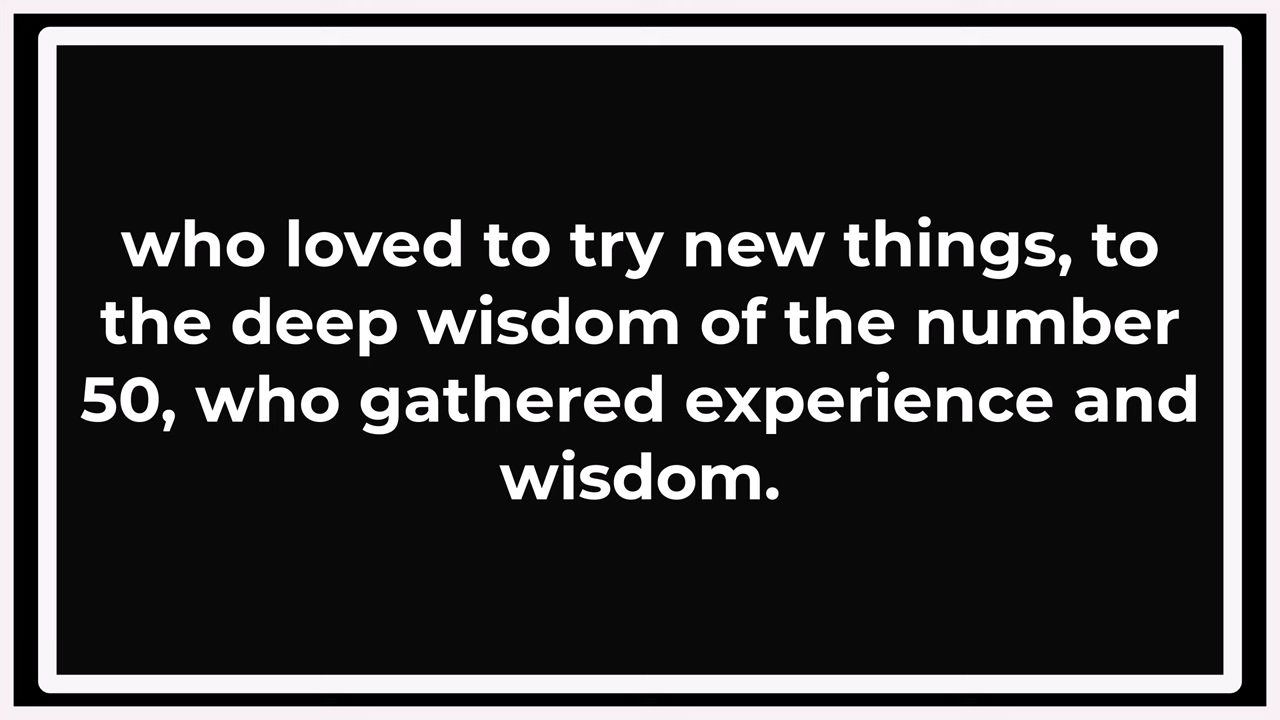 who loved to try new things, to
the deep wisdom of the number
50, who gathered experience and
wisdom.